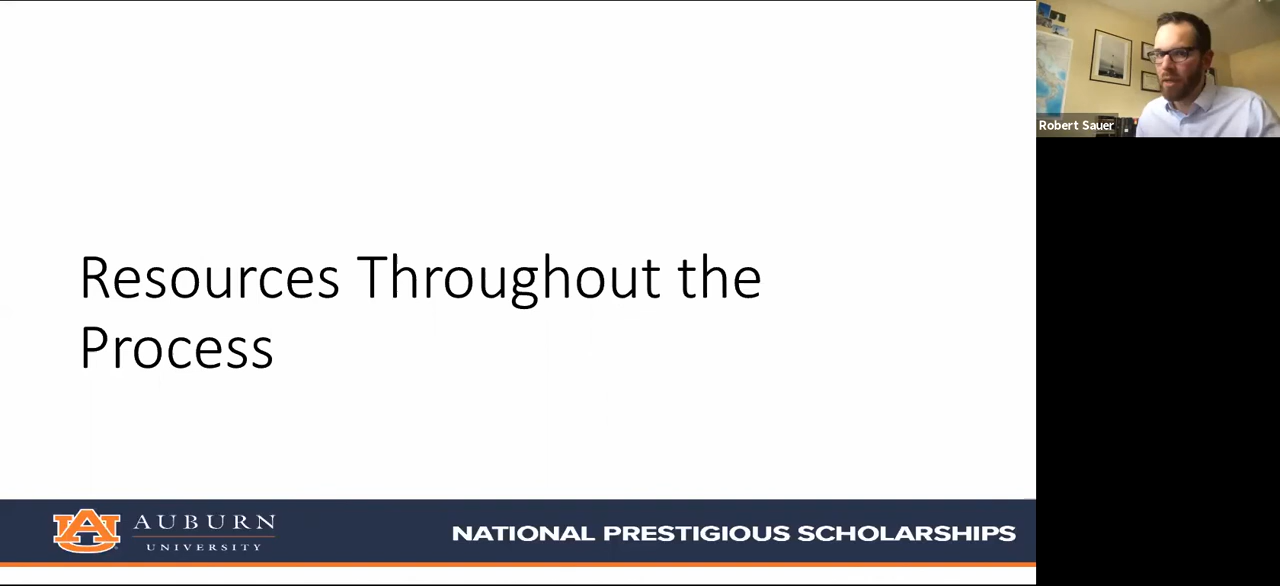 Robert Sauer
Resources Throughout the
Process
AUBURN
UNIVERSITY
NATIONAL PRESTIGIOUS SCHOLARSHIPS